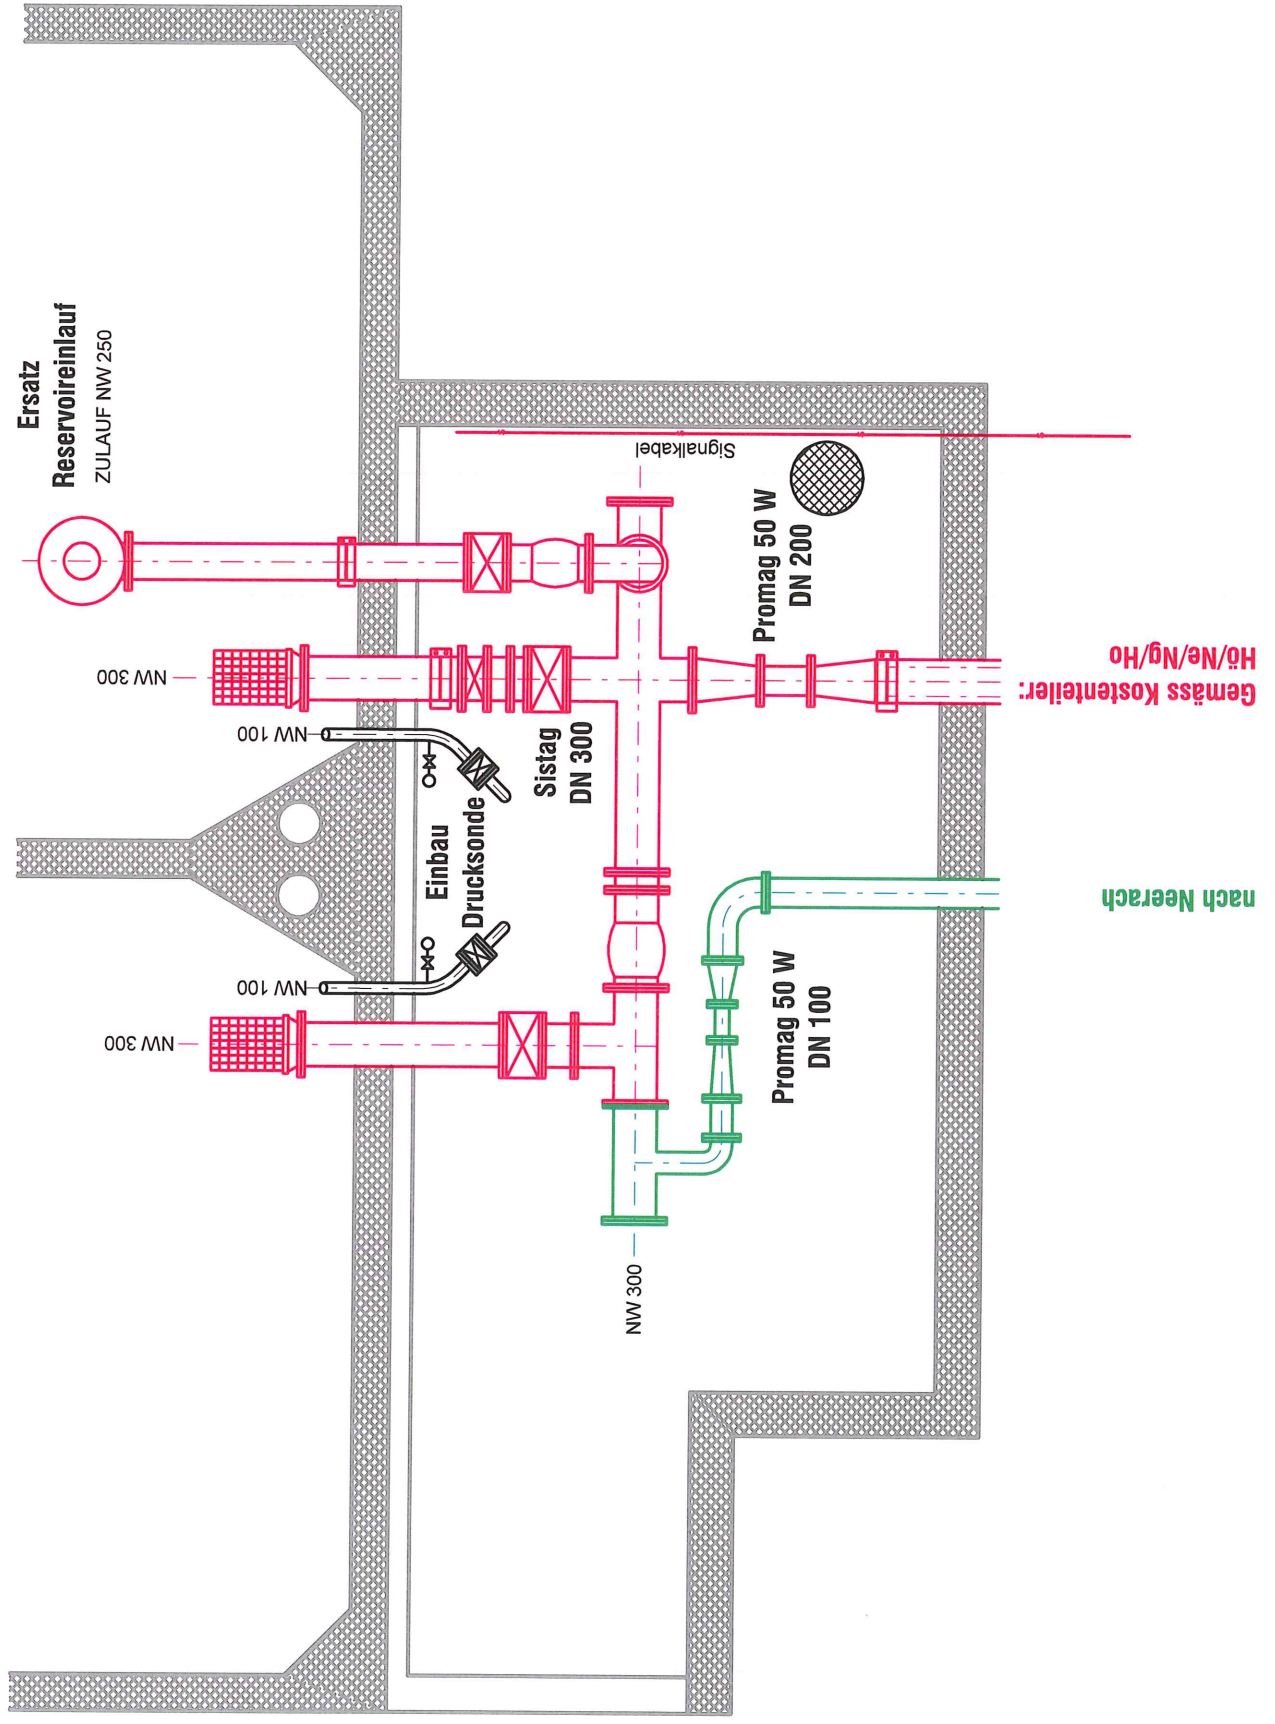 Ersatz
Reservoireinlauf
ZULAUF NW 250
Signalkabel
Promag 50 W
DN 200
NW 300
NW 100
Sistag
DN 300
Einbau
Drucksonde
NW 100
NW 300
Promag 50 W
DN 100
NW 300
Gemäss Kostenteiler:
Hö/Ne/Ng/Ho
nach Neerach